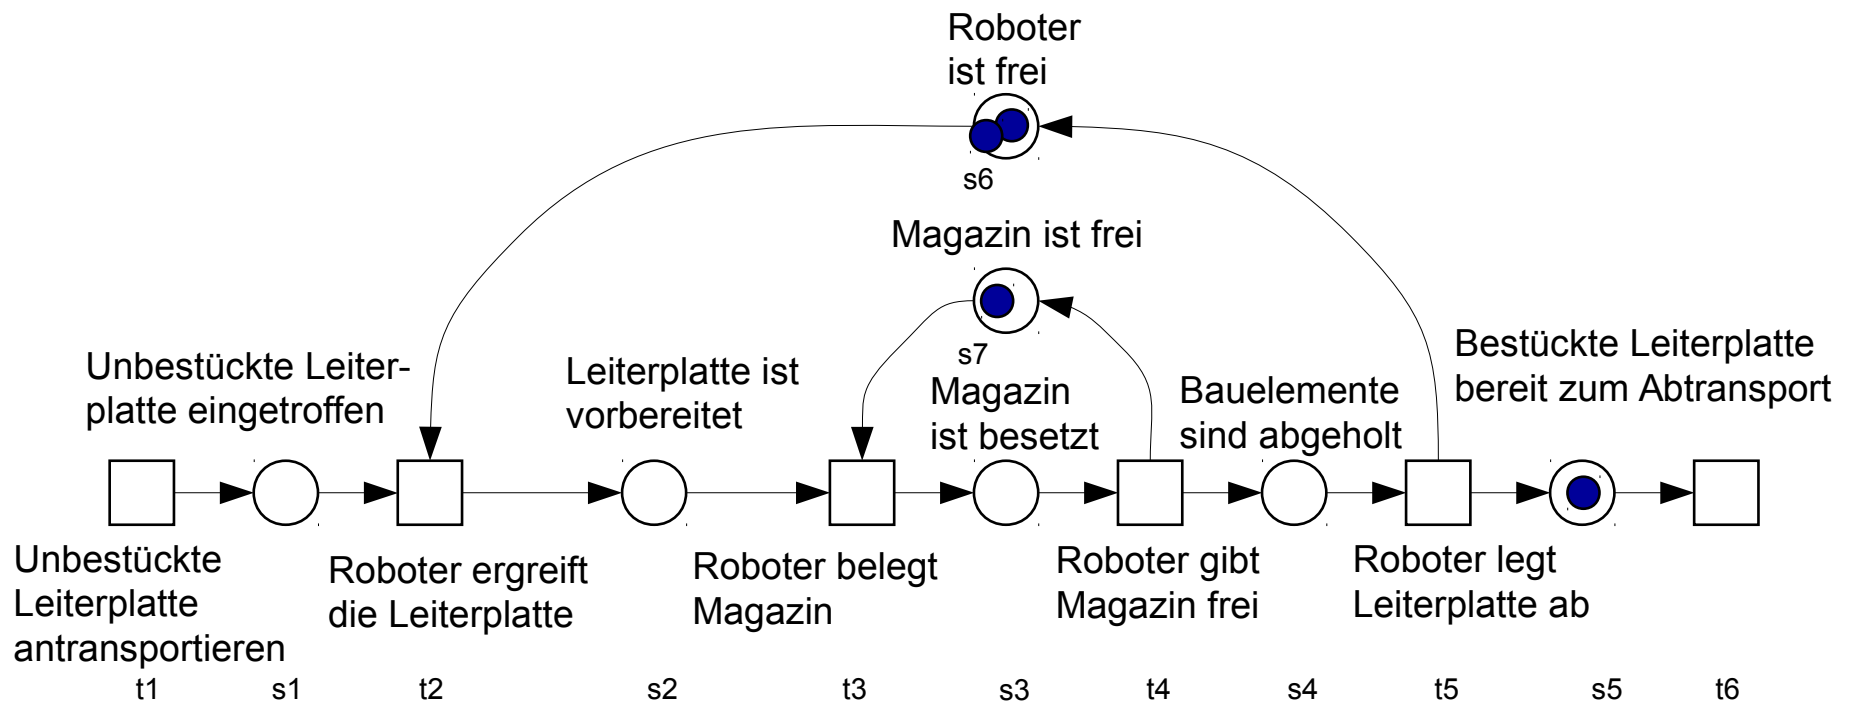 Roboter
ist frei
s6
Magazin ist frei
s7
Unbestückte Leiter-
platte eingetroffen
Leiterplatte ist
vorbereitet
Magazin
ist besetzt
Bauelemente
sind abgeholt
Bestückte Leiterplatte
bereit zum Abtransport
Unbestückte
Leiterplatte
antransportieren
Roboter ergreift
die Leiterplatte
Roboter belegt
Magazin
Roboter gibt
Magazin frei
Roboter legt
Leiterplatte ab
t1 s1 t2 s2 t3 s3 t4 s4 t5 s5 t6